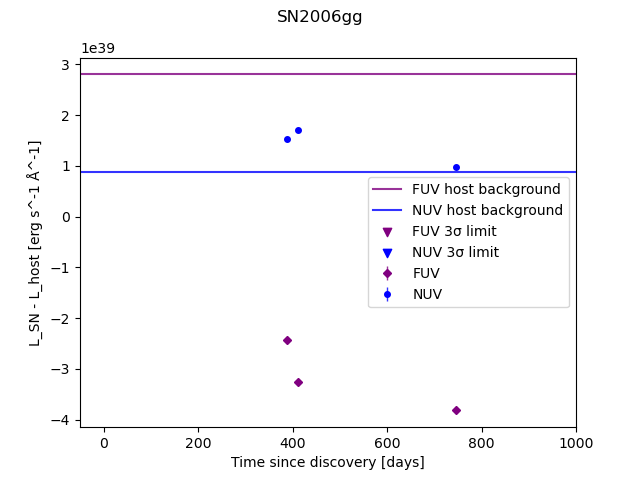 SN2006gg
1e39
3
2
1
0
−1
−2
−3
−4
L_SN - L_host [erg s^-1 Å^-1]
FUV host background
NUV host background
FUV 3σ limit
NUV 3σ limit
FUV
NUV
0 200 400 600 800 1000
Time since discovery [days]